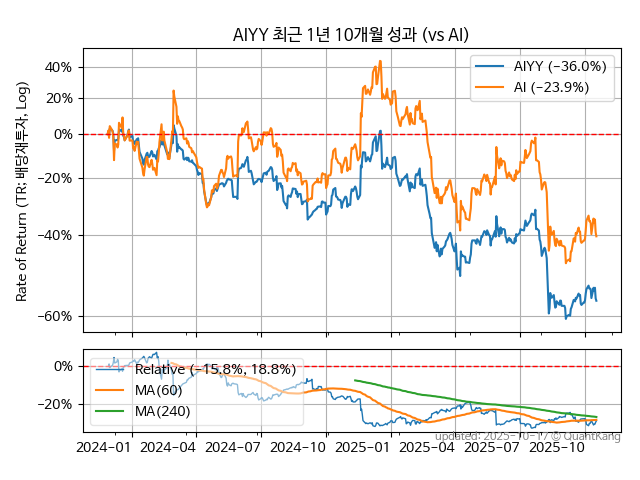 AIYY 최근 1년 10개월 성과 (vs AI)
Rate of Return (TR: 배당재투자, Log)
40%
20%
0%
−20%
−40%
−60%
AIYY (−36.0%)
AI (−23.9%)
0%
−20%
Relative (−15.8%, 18.8%)
MA(60)
MA(240)
2024-01 2024-04 2024-07 2024-10 2025-01 2025-04 2025-07 2025-10
updated: 2025-10-17 © QuantKang